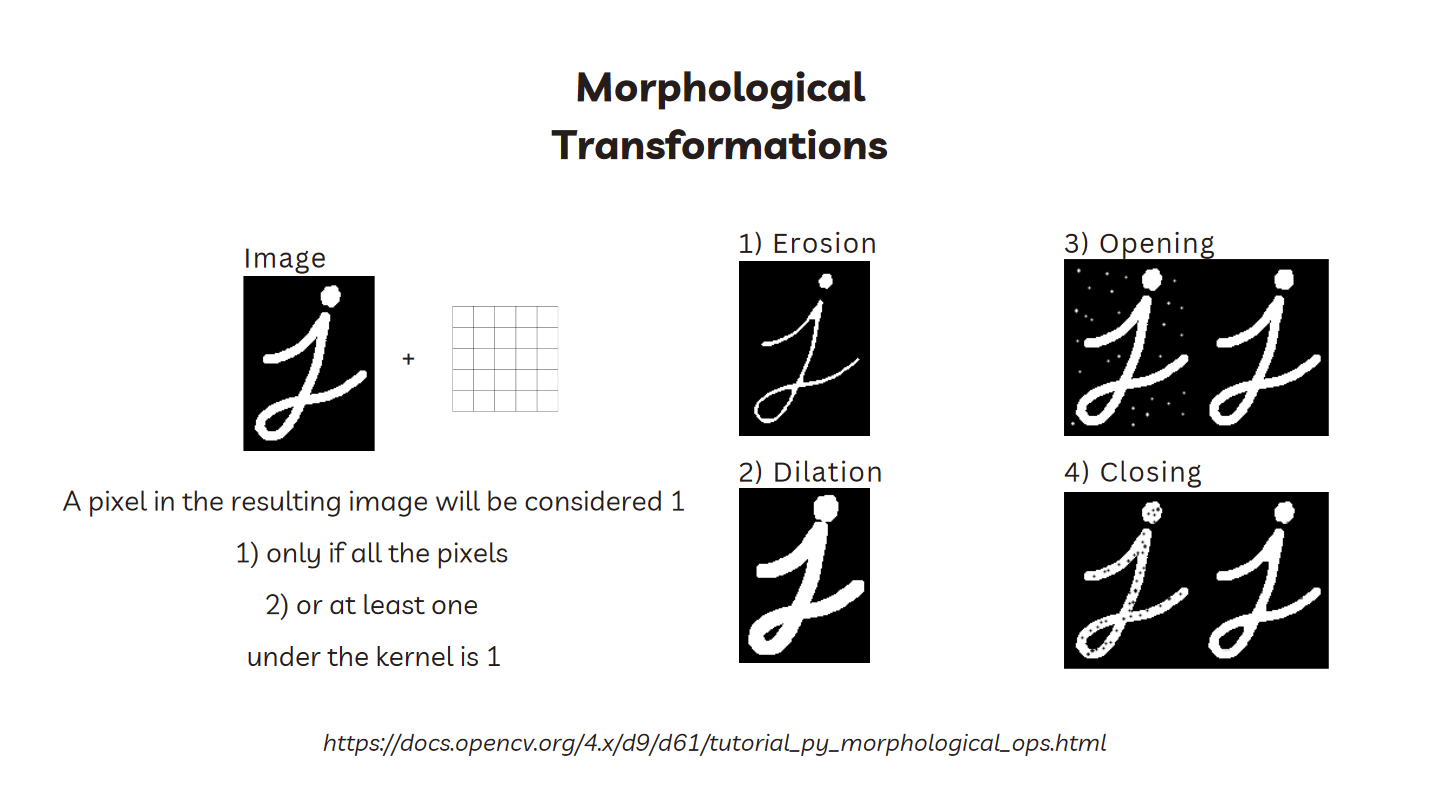 Morphological
Transformations
Image
+
A pixel in the resulting image will be considered 1
1) only if all the pixels
2) or at least one
under the kernel is 1
1) Erosion
2) Dilation
3) Opening
4) Closing
https://docs.opencv.org/4.x/d9/d61/tutorial_py_morphological_ops.html